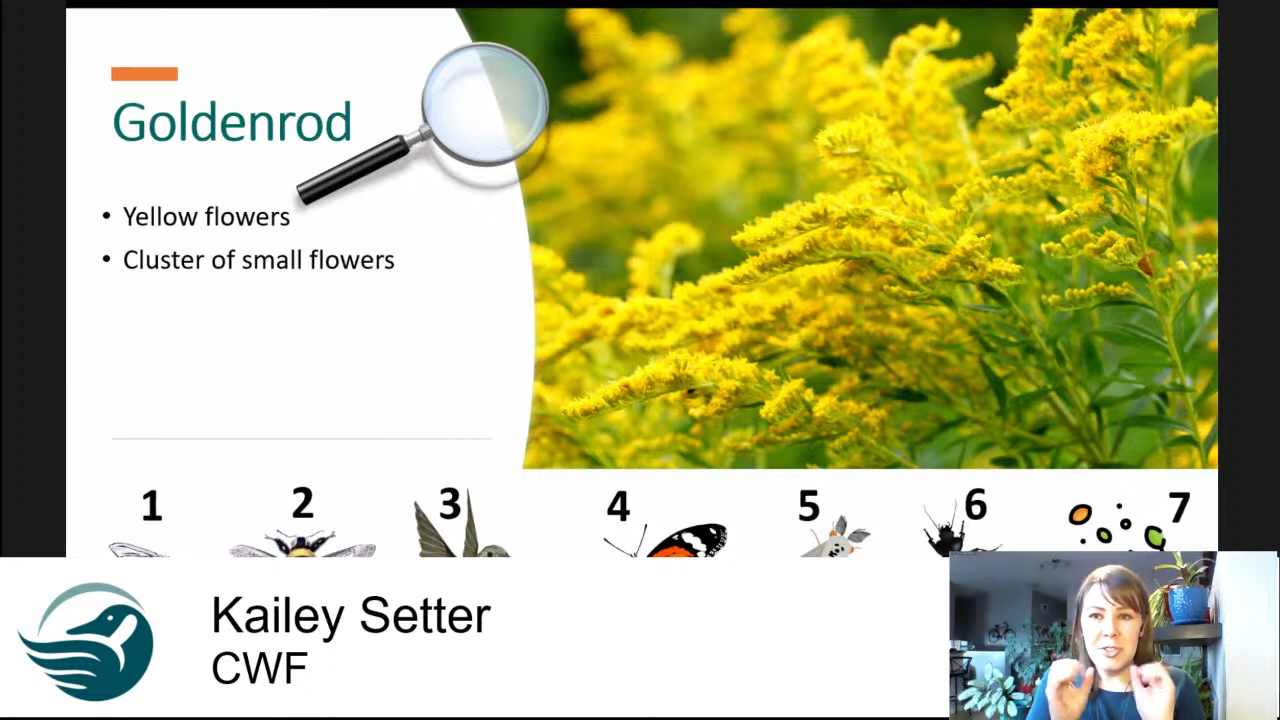 Goldenrod
• Yellow flowers
• Cluster of small flowers
1 2 3 4 5 6 7
Kailey Setter
CWF